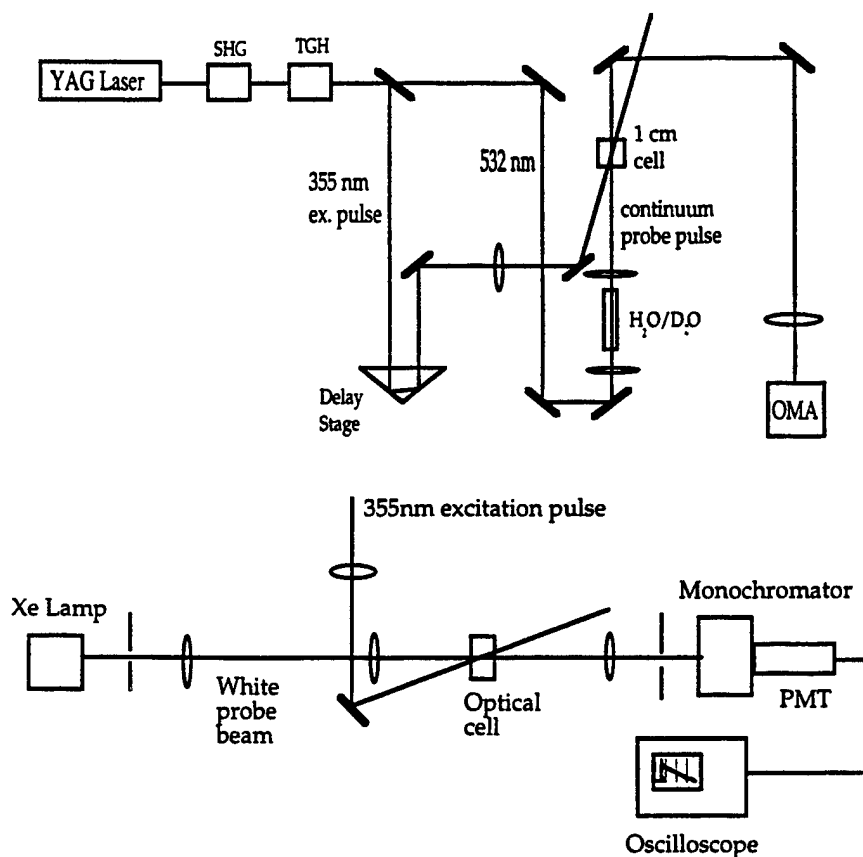 SHG
TGH
YAG Laser
1 cm
cell
532 nm
355 nm
ex. pulse
continuum
probe pulse
H₂O/D₂O
Delay
Stage
OMA
355nm excitation pulse
Xe Lamp
Monochromator
White
probe
beam
Optical
cell
PMT
Oscilloscope